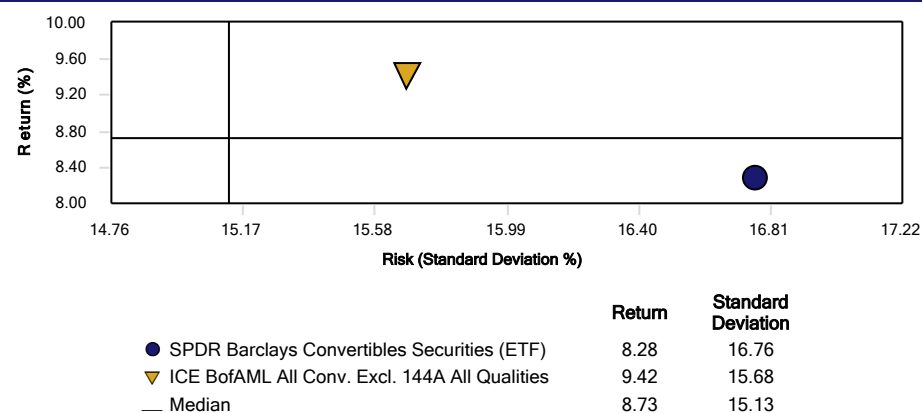 10.00
9.60
9.20
8.80
8.40
8.00
Return (%)
14.76 15.17 15.58 15.99 16.40 16.81 17.22
Risk (Standard Deviation %)
Return Standard Deviation
SPDR Barclays Convertibles Securities (ETF) 8.28 16.76
ICE BofAML All Conv. Excl. 144A All Qualities 9.42 15.68
Median 8.73 15.13